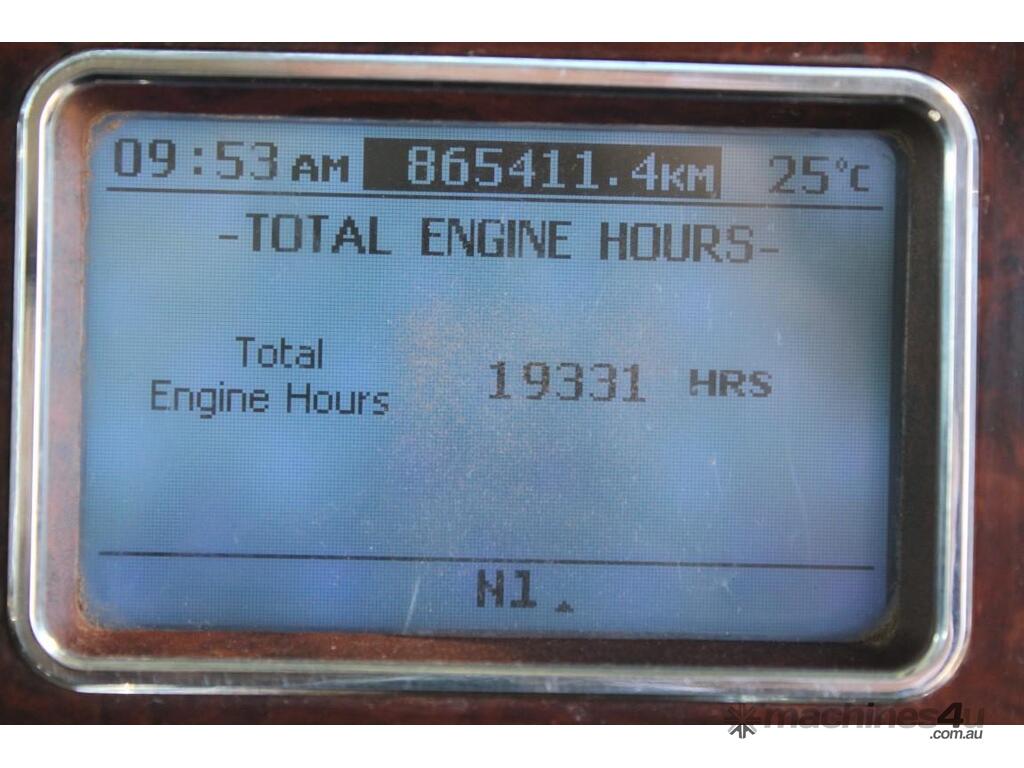 09:53 AM 865411.4KM 25°C
-TOTAL ENGINE HOURS-
Total
Engine Hours 19331 HRS
N1
machines4u
.com.au